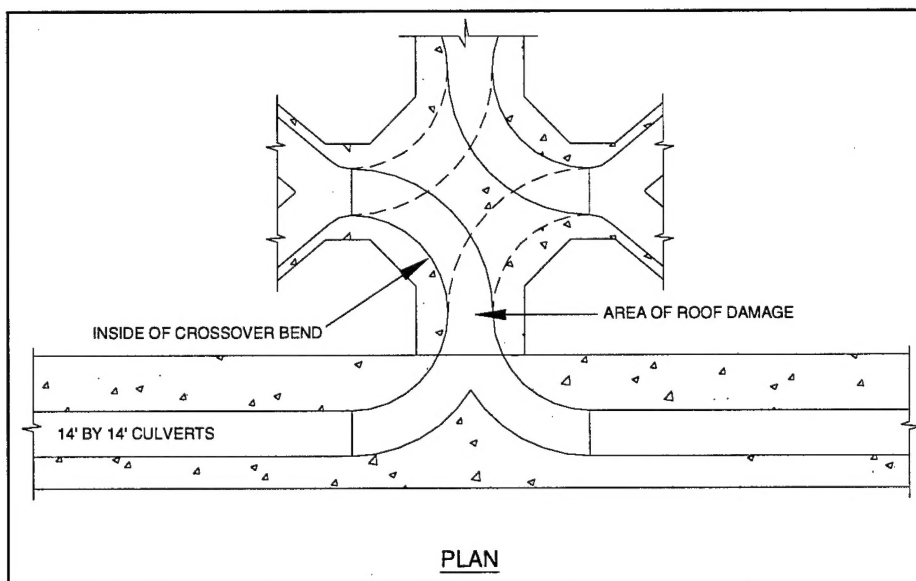 INSIDE OF CROSSOVER BEND
AREA OF ROOF DAMAGE
14' BY 14' CULVERTS
PLAN